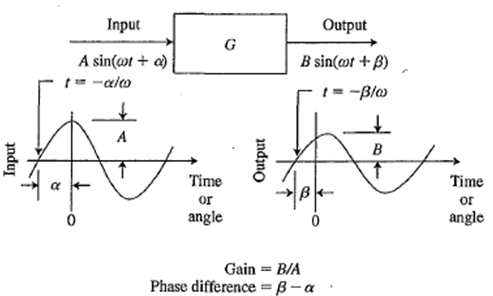 Input
Output
G
A sin(ωt + α)
B sin(ωt + β)
t = −α/ω
t = −β/ω
Input
A
α
0
Time
or
angle
Output
B
β
0
Time
or
angle
Gain = B/A
Phase difference = β − α